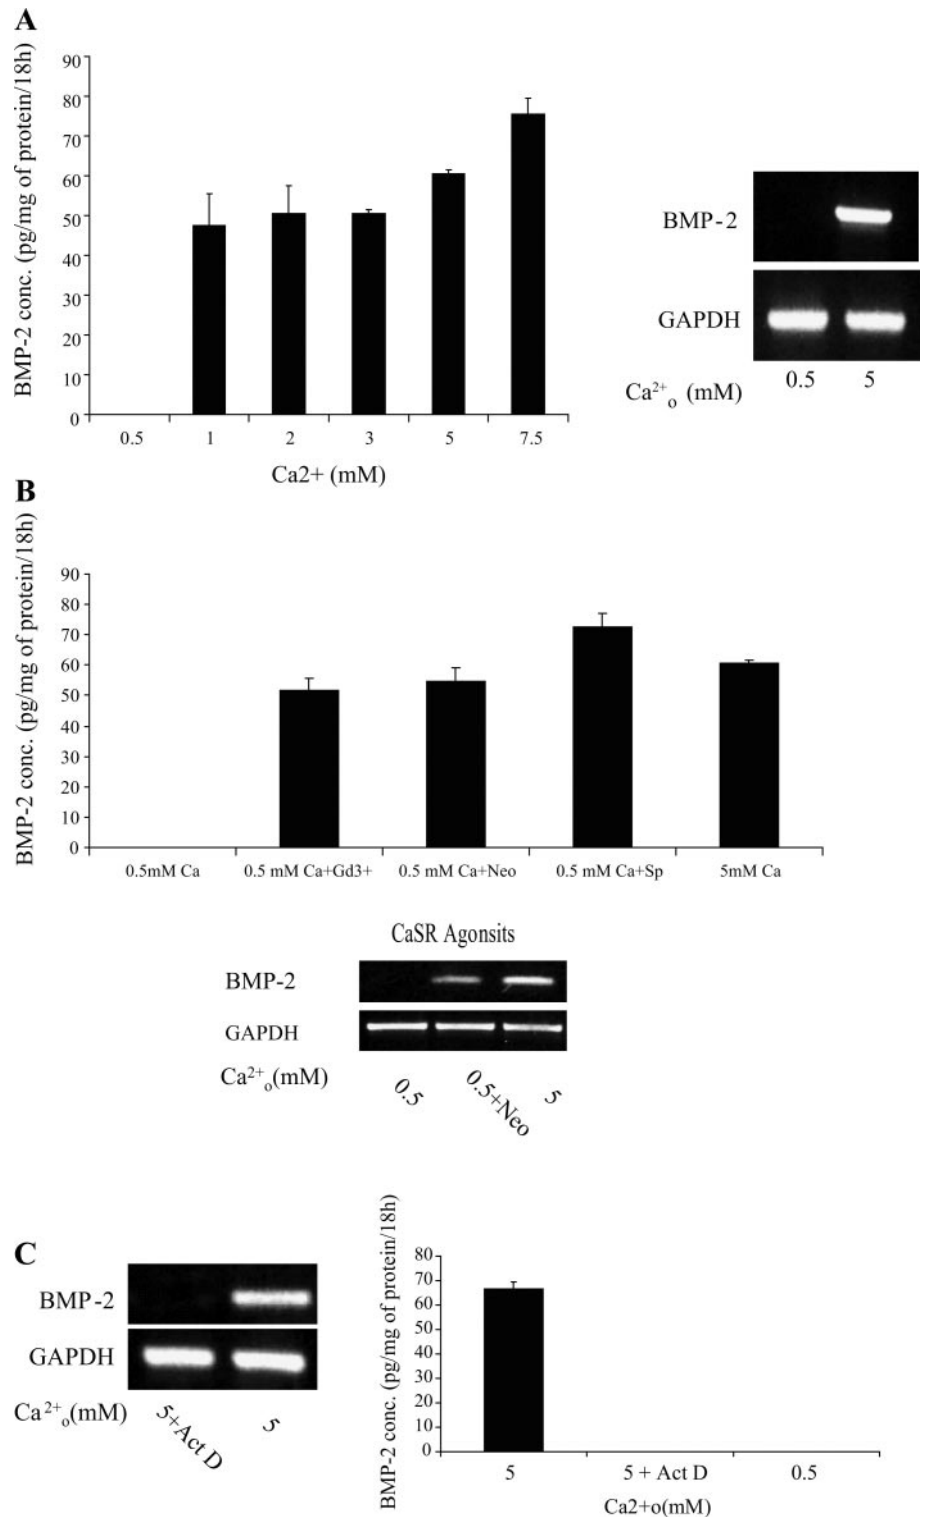 A
BMP-2 conc. (pg/mg of protein/18h)
90
80
70
60
50
40
30
20
10
0
0.5 1 2 3 5 7.5
Ca2+ (mM)
BMP-2
GAPDH
Ca2+o (mM) 0.5 5
B
BMP-2 conc. (pg/mg of protein/18h)
90
80
70
60
50
40
30
20
10
0
0.5mM Ca 0.5 mM Ca+Gd3+ 0.5 mM Ca+Neo 0.5 mM Ca+Sp 5mM Ca
CaSR Agonsits
BMP-2
GAPDH
Ca2+o(mM) 0.5 0.5+Neo 5
C
BMP-2
GAPDH
Ca2+o(mM) 5+Act D 5
BMP-2 conc. (pg/mg of protein/18h)
80
70
60
50
40
30
20
10
0
5 5 + Act D 0.5
Ca2+o(mM)